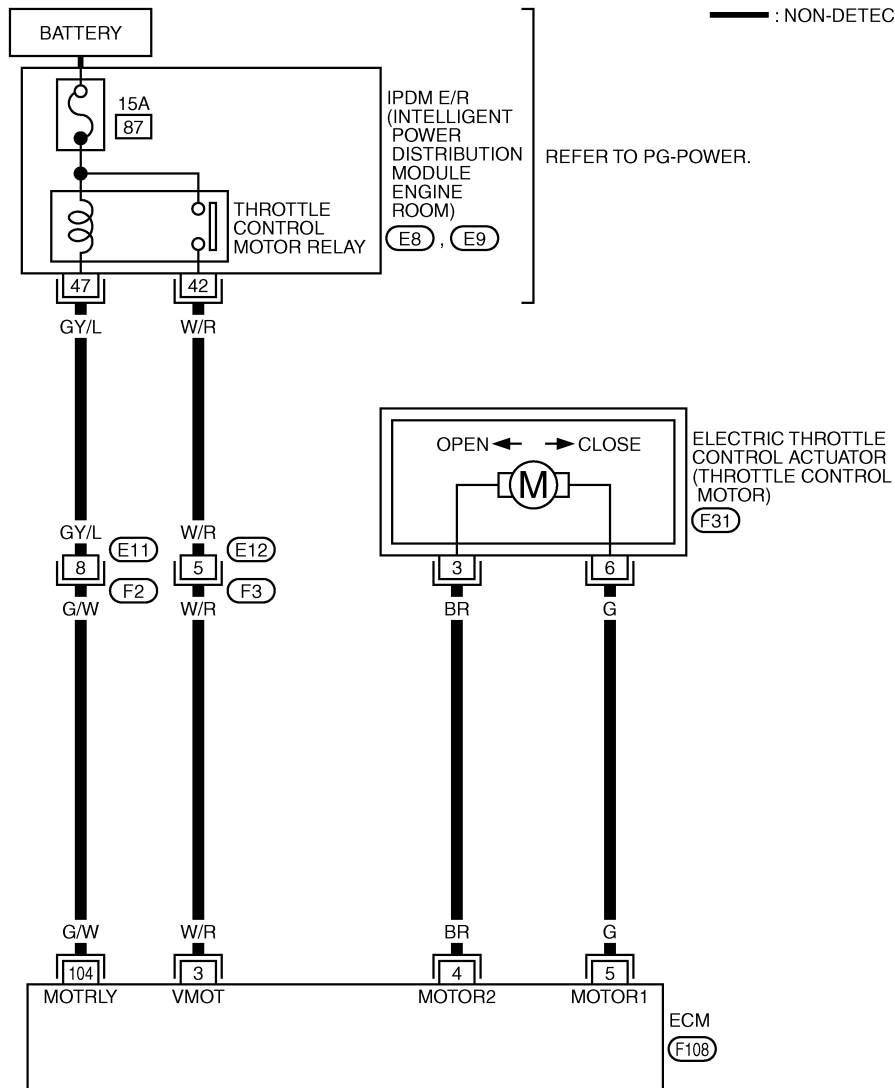 BATTERY
: NON-DETEC
15A
87
IPDM E/R
(INTELLIGENT
POWER
DISTRIBUTION
MODULE
ENGINE
ROOM)
E8 , E9
REFER TO PG-POWER.
THROTTLE
CONTROL
MOTOR RELAY
47
42
GY/L
W/R
OPEN
CLOSE
M
ELECTRIC THROTTLE
CONTROL ACTUATOR
(THROTTLE CONTROL
MOTOR)
F31
GY/L
W/R
E11
E12
8
5
F2
F3
G/W
W/R
3
6
BR
G
G/W
W/R
BR
G
104
3
4
5
MOTRLY
VMOT
MOTOR2
MOTOR1
ECM
F108